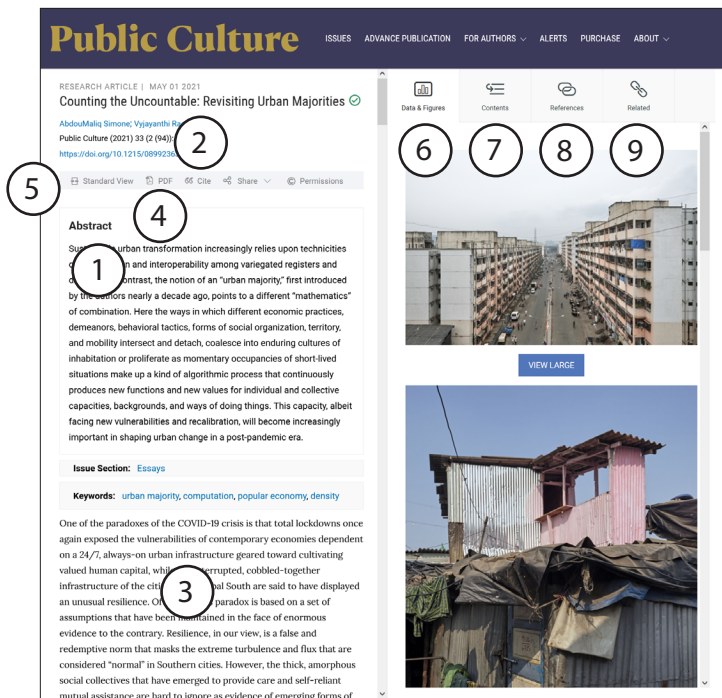 Public Culture
ISSUES ADVANCE PUBLICATION FOR AUTHORS ALERTS PURCHASE ABOUT
RESEARCH ARTICLE | MAY 01 2021
Counting the Uncountable: Revisiting Urban Majorities
AbdouMaliq Simone; Vyjayanthi
Public Culture (2021) 33 (2 (94)):
https://doi.org/10.1215/0899236
2
5
Standard View PDF Cite Share Permissions
4
Abstract
urban transformation increasingly relies upon technicities
and interoperability among variegated registers and
1
the notion of an "urban majority," first introduced
by the nearly a decade ago, points to a different "mathematics"
of combination. Here the ways in which different economic practices,
demeanors, behavioral tactics, forms of social organization, territory,
and mobility intersect and detach, coalesce into enduring cultures of
inhabitation or proliferate as momentary occupancies of short-lived
situations make up a kind of algorithmic process that continuously
produces new functions and new values for individual and collective
capacities, backgrounds, and ways of doing things. This capacity, albeit
facing new vulnerabilities and recalibration, will become increasingly
important in shaping urban change in a post-pandemic era.
Issue Section: Essays
Keywords: urban majority, computation, popular economy, density
One of the paradoxes of the COVID-19 crisis is that total lockdowns once
again exposed the vulnerabilities of contemporary economies dependent
on a 24/7, always-on urban infrastructure geared toward cultivating
valued human capital, cobbled-together
infrastructure of the South are said to have displayed
3
an unusual resilience. paradox is based on a set of
assumptions that have been maintained in the face of enormous
evidence to the contrary. Resilience, in our view, is a false and
redemptive norm that masks the extreme turbulence and flux that are
considered "normal" in Southern cities. However, the thick, amorphous
social collectives that have emerged to provide care and self-reliant
mutual assistance are hard to ignore as evidence of emerging forms of
Data & Figures Contents References Related
6 7 8 9
VIEW LARGE